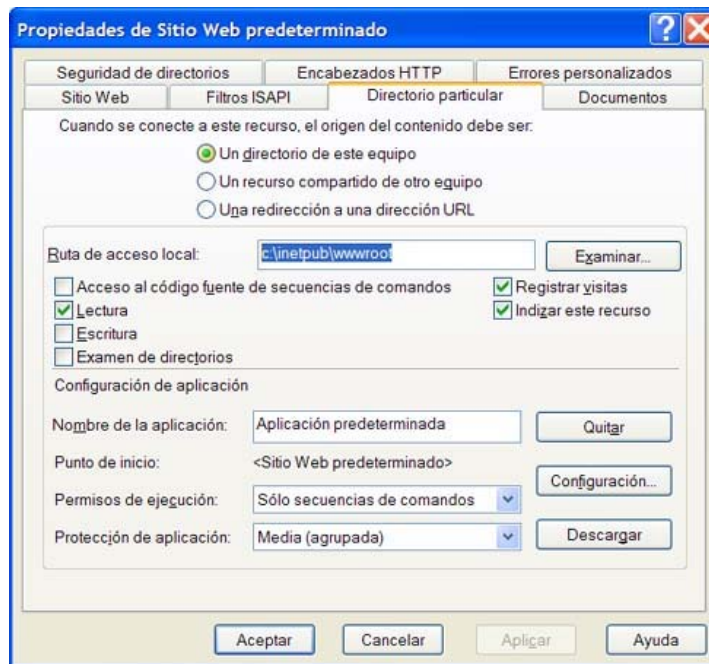 Propiedades de Sitio Web predeterminado
Seguridad de directorios Encabezados HTTP Errores personalizados
Sitio Web Filtros ISAPI Directorio particular Documentos
Cuando se conecte a este recurso, el origen del contenido debe ser:
Un directorio de este equipo
Un recurso compartido de otro equipo
Una redirección a una dirección URL
Ruta de acceso local: c:\inetpub\wwwroot Examinar...
Acceso al código fuente de secuencias de comandos Registrar visitas
Lectura Indizar este recurso
Escritura
Examen de directorios
Configuración de aplicación
Nombre de la aplicación: Aplicación predeterminada Quitar
Punto de inicio: <Sitio Web predeterminado>
Configuración...
Permisos de ejecución: Sólo secuencias de comandos
Protección de aplicación: Media (agrupada) Descargar
Aceptar Cancelar Aplicar Ayuda